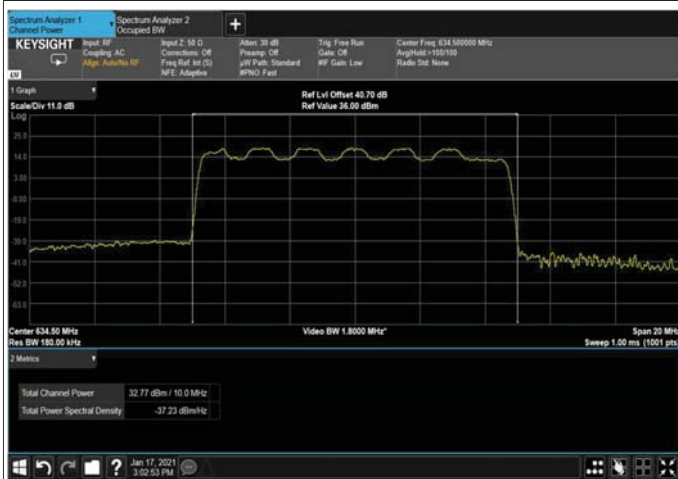 Spectrum Analyzer 1
Channel Power
Spectrum Analyzer 2
Occupied BW
+
KEYSIGHT
Input: RF
Coupling: AC
Align: Auto/No RF
Input Z: 50 Ω
Corrections: Off
Freq Ref: Int (S)
NFE: Adaptive
Atten: 30 dB
Preamp: Off
µW Path: Standard
#PNO: Fast
Trig: Free Run
Gate: Off
#IF Gain: Low
Center Freq: 634.500000 MHz
Avg|Hold:>100/100
Radio Std: None
1 Graph
Scale/Div 11.0 dB
Ref Lvl Offset 40.70 dB
Ref Value 36.00 dBm
Log
25.0
14.0
3.00
-8.00
-19.0
-30.0
-41.0
-52.0
-63.0
Center 634.50 MHz
Res BW 180.00 kHz
Video BW 1.8000 MHz*
Span 20 MHz
Sweep 1.00 ms (1001 pts)
2 Metrics
Total Channel Power 32.77 dBm / 10.0 MHz
Total Power Spectral Density -37.23 dBm/Hz
?
Jan 17, 2021
3:02:53 PM